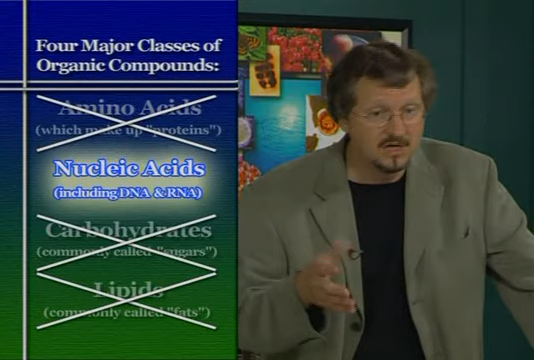 Four Major Classes of
Organic Compounds:
Amino Acids
(which make up "proteins")
Nucleic Acids
(including DNA & RNA)
Carbohydrates
(commonly called "sugars")
Lipids
(commonly called "fats")